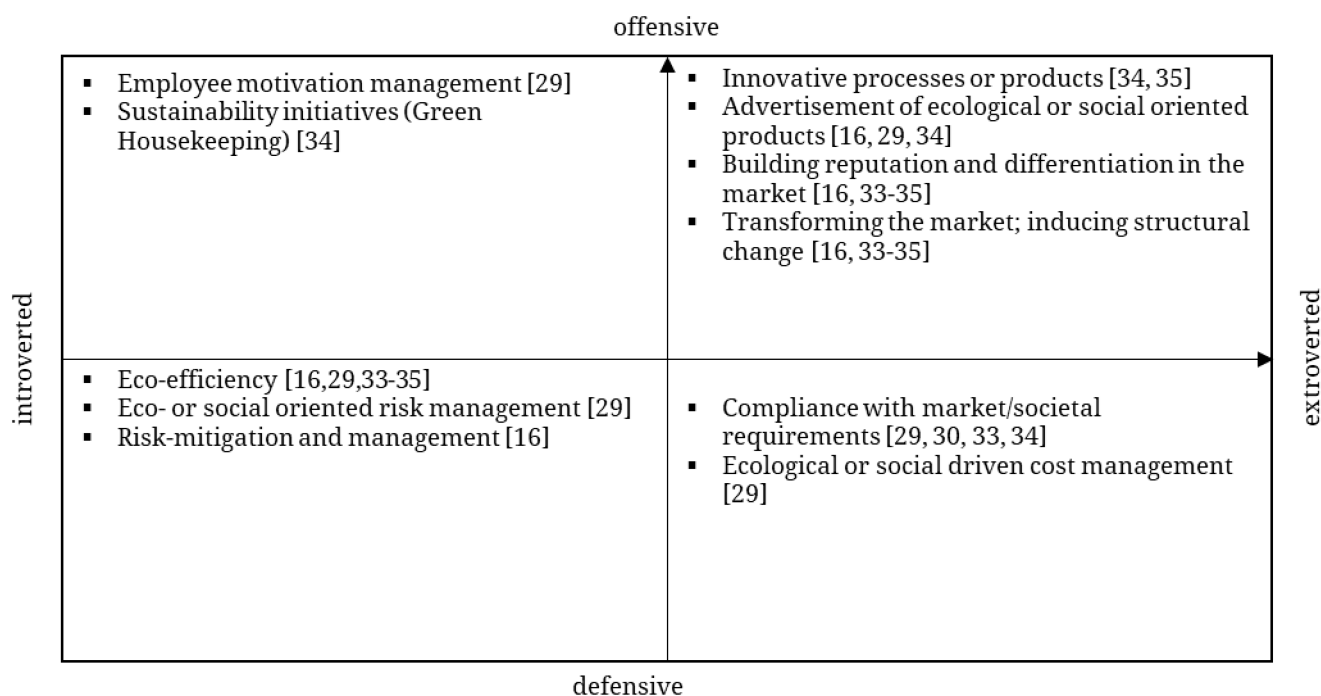 offensive
▪ Employee motivation management [29]
▪ Sustainability initiatives (Green
Housekeeping) [34]
▪ Innovative processes or products [34, 35]
▪ Advertisement of ecological or social oriented
products [16, 29, 34]
▪ Building reputation and differentiation in the
market [16, 33-35]
▪ Transforming the market; inducing structural
change [16, 33-35]
introverted
extroverted
▪ Eco-efficiency [16,29,33-35]
▪ Eco- or social oriented risk management [29]
▪ Risk-mitigation and management [16]
▪ Compliance with market/societal
requirements [29, 30, 33, 34]
▪ Ecological or social driven cost management
[29]
defensive